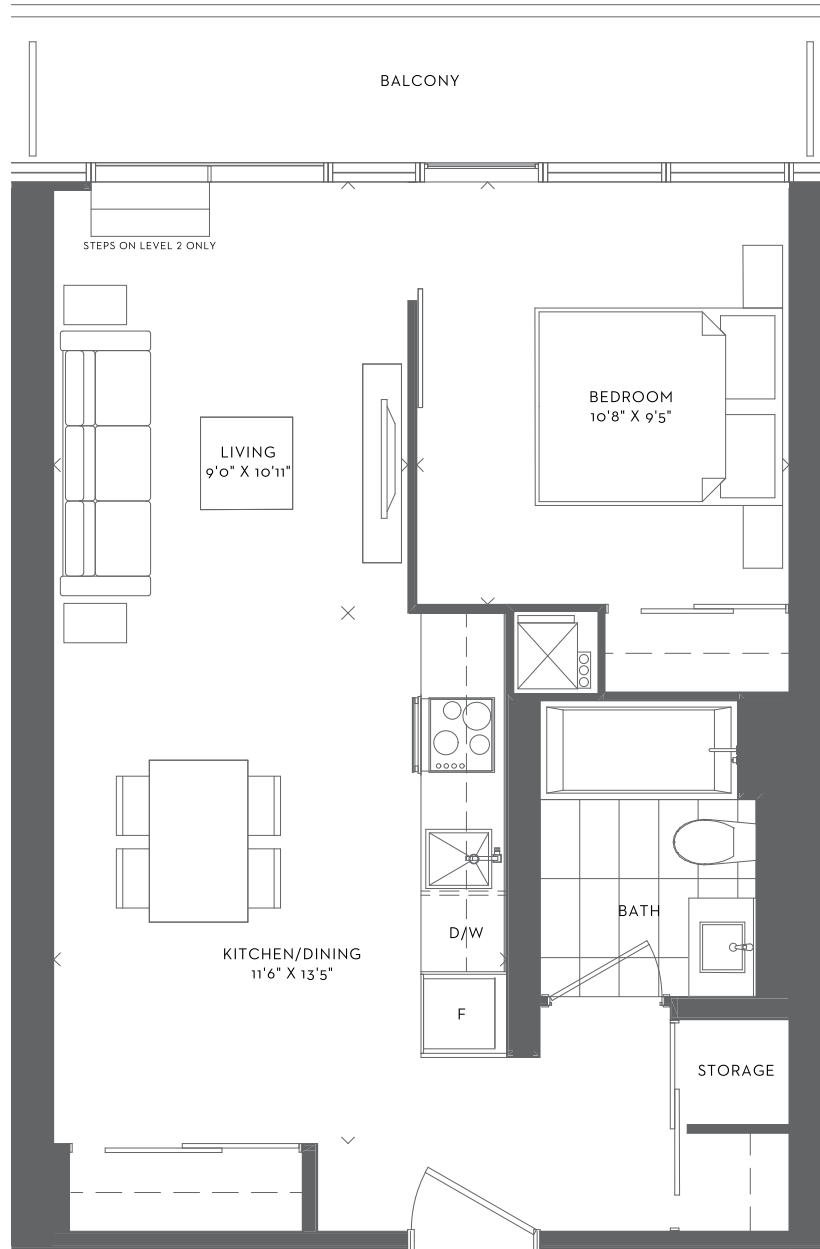 BALCONY
STEPS ON LEVEL 2 ONLY
BEDROOM
10'8" X 9'5"
LIVING
9'0" X 10'11"
D/W
BATH
KITCHEN/DINING
11'6" X 13'5"
F
STORAGE